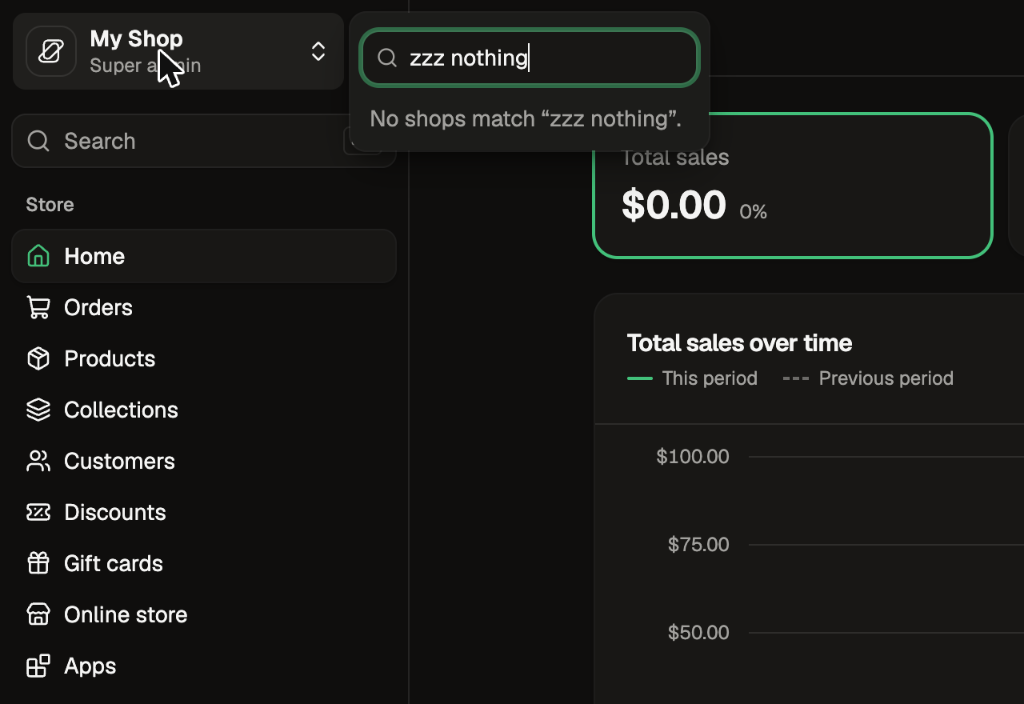 My Shop
Super admin
zzz nothing
No shops match “zzz nothing”.
Search
Store
Home
Orders
Products
Collections
Customers
Discounts
Gift cards
Online store
Apps
Total sales
$0.00 0%
Total sales over time
This period Previous period
$100.00
$75.00
$50.00